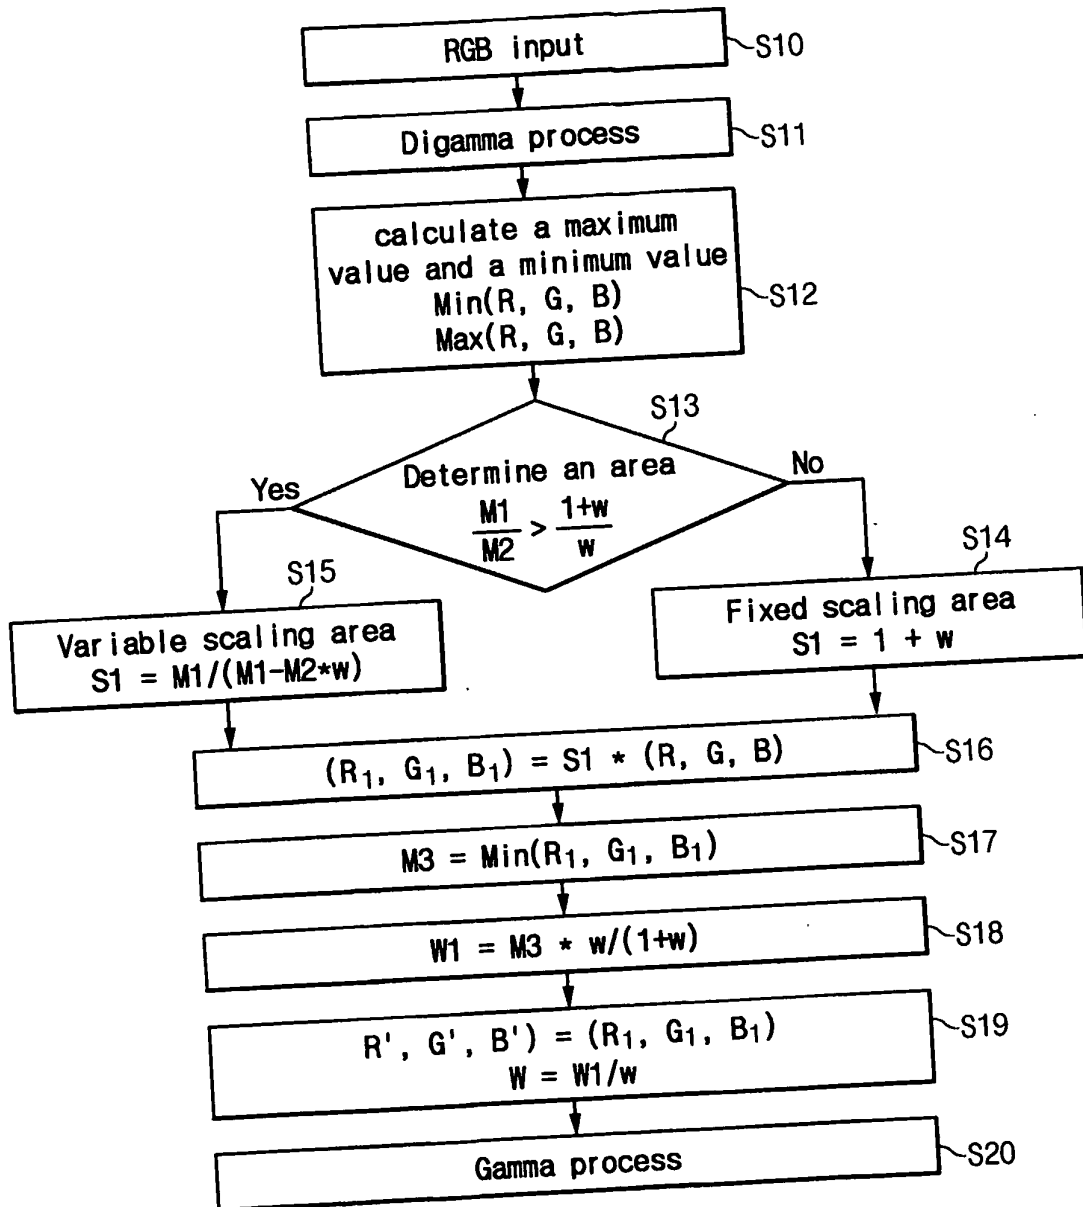 RGB input
S10
Digamma process
S11
calculate a maximum
value and a minimum value
Min(R, G, B)
Max(R, G, B)
S12
S13
Determine an area
M1/M2 > 1+w/w
Yes
No
S15
Variable scaling area
S1 = M1/(M1-M2*w)
S14
Fixed scaling area
S1 = 1 + w
(R₁, G₁, B₁) = S1 * (R, G, B)
S16
M3 = Min(R₁, G₁, B₁)
S17
W1 = M3 * w/(1+w)
S18
R', G', B') = (R₁, G₁, B₁)
W = W1/w
S19
Gamma process
S20